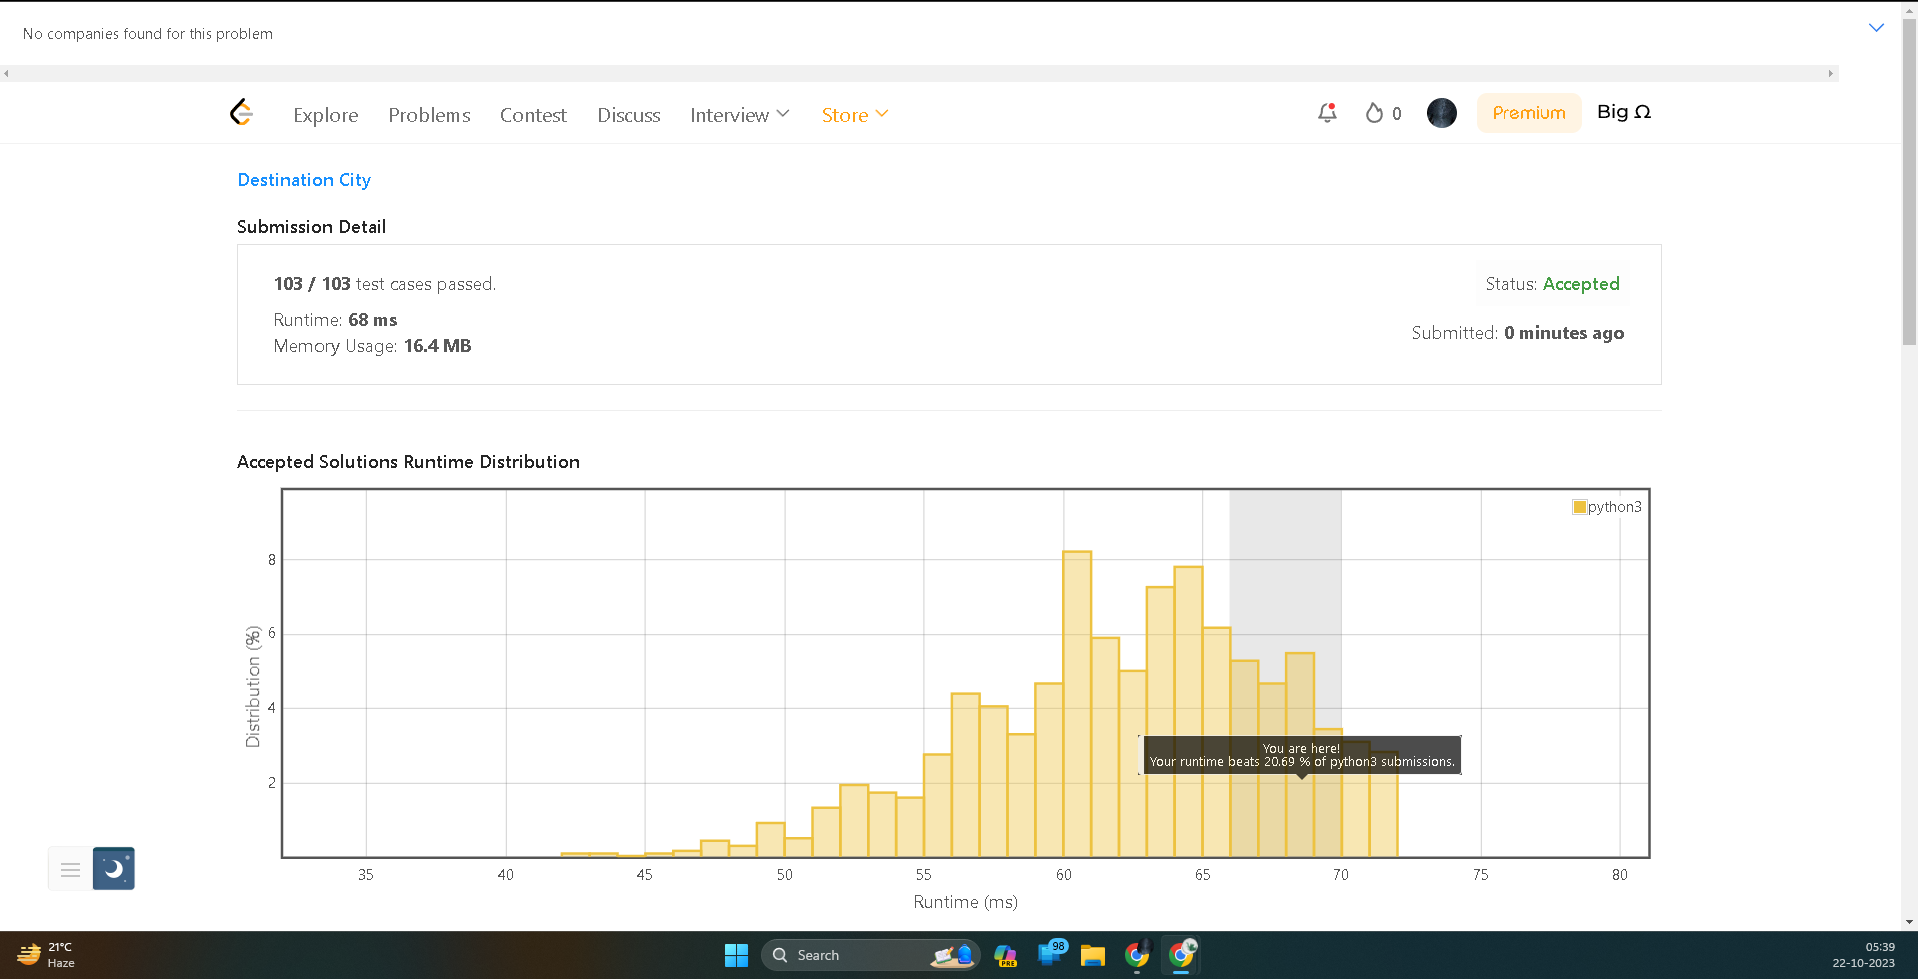 No companies found for this problem
Explore Problems Contest Discuss Interview Store 0 Premium Big Ω
Destination City
Submission Detail
103 / 103 test cases passed.
Status: Accepted
Runtime: 68 ms
Submitted: 0 minutes ago
Memory Usage: 16.4 MB
Accepted Solutions Runtime Distribution
python3
8
6
4
2
Distribution (%)
You are here!
Your runtime beats 20.69 % of python3 submissions.
35 40 45 50 55 60 65 70 75 80
Runtime (ms)
21°C
Haze
Search
PRE
98
05:39
22-10-2023